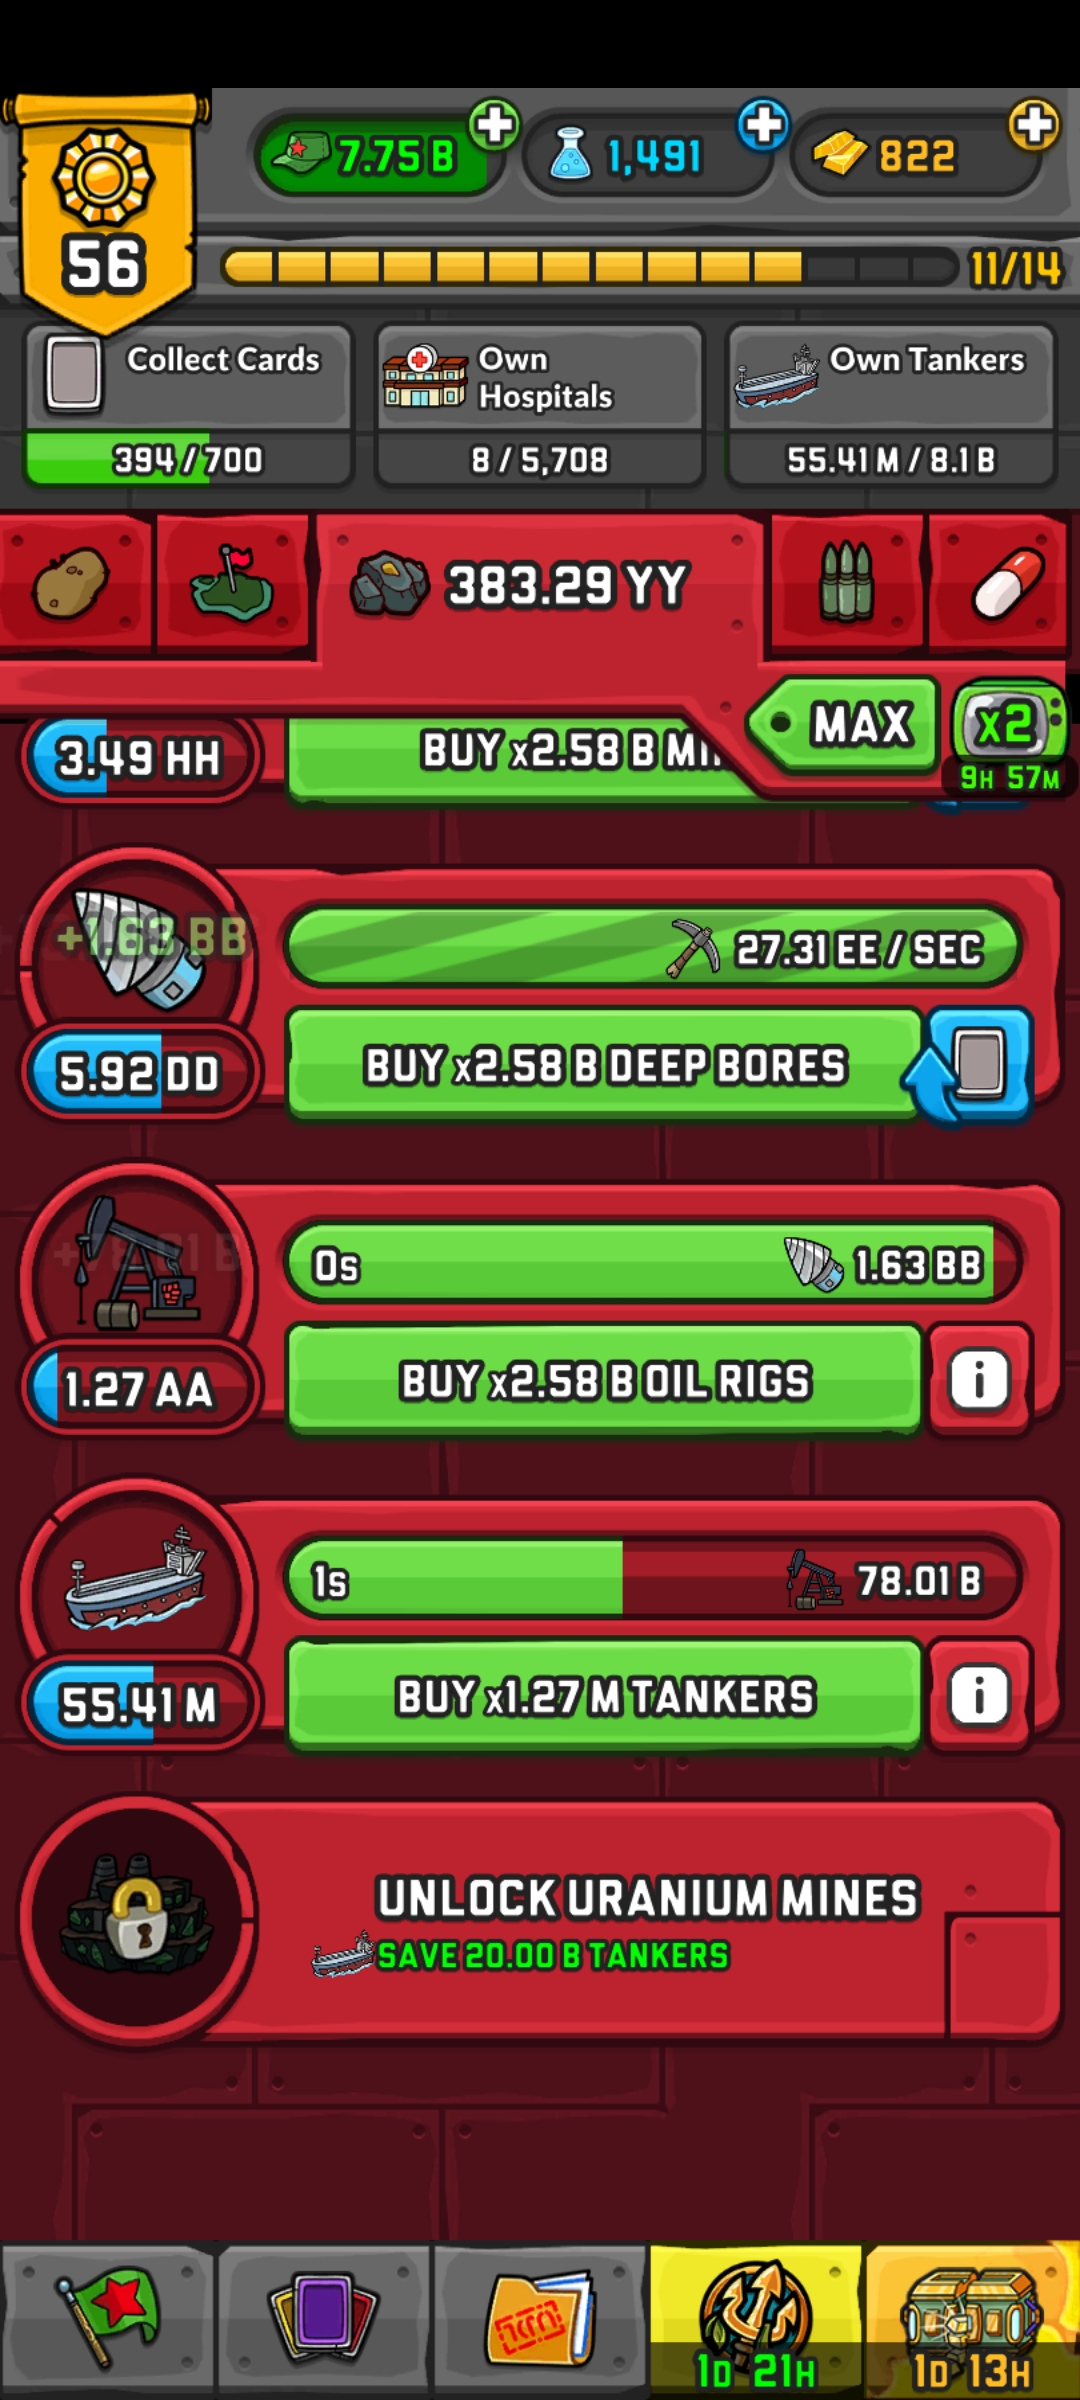 7.75 B
1,491
822
56
11/14
Collect Cards
394/700
Own
Hospitals
8/5,708
Own Tankers
55.41 M / 8.1 B
383.29 YY
MAX
x2
9H 57M
3.49 HH
BUY x2.58 B
+1.63 BB
27.31 EE / SEC
5.92 DD
BUY x2.58 B DEEP BORES
0s
1.63 BB
1.27 AA
BUY x2.58 B OIL RIGS
i
1s
78.01 B
55.41 M
BUY x1.27 M TANKERS
i
UNLOCK URANIUM MINES
SAVE 20.00 B TANKERS
1D 21H
1D 13H